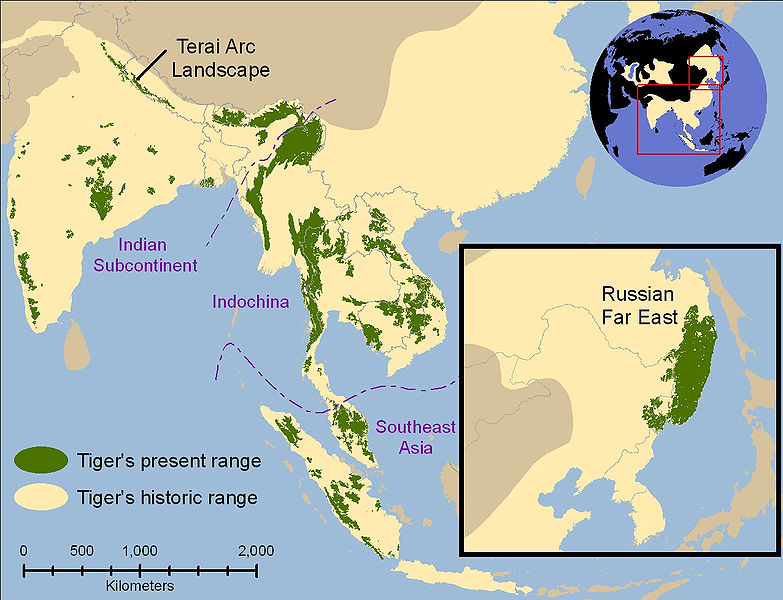 Terai Arc
Landscape
Indian
Subcontinent
Indochina
Russian
Far East
Southeast
Asia
Tiger's present range
Tiger's historic range
0 500 1,000 2,000
Kilometers